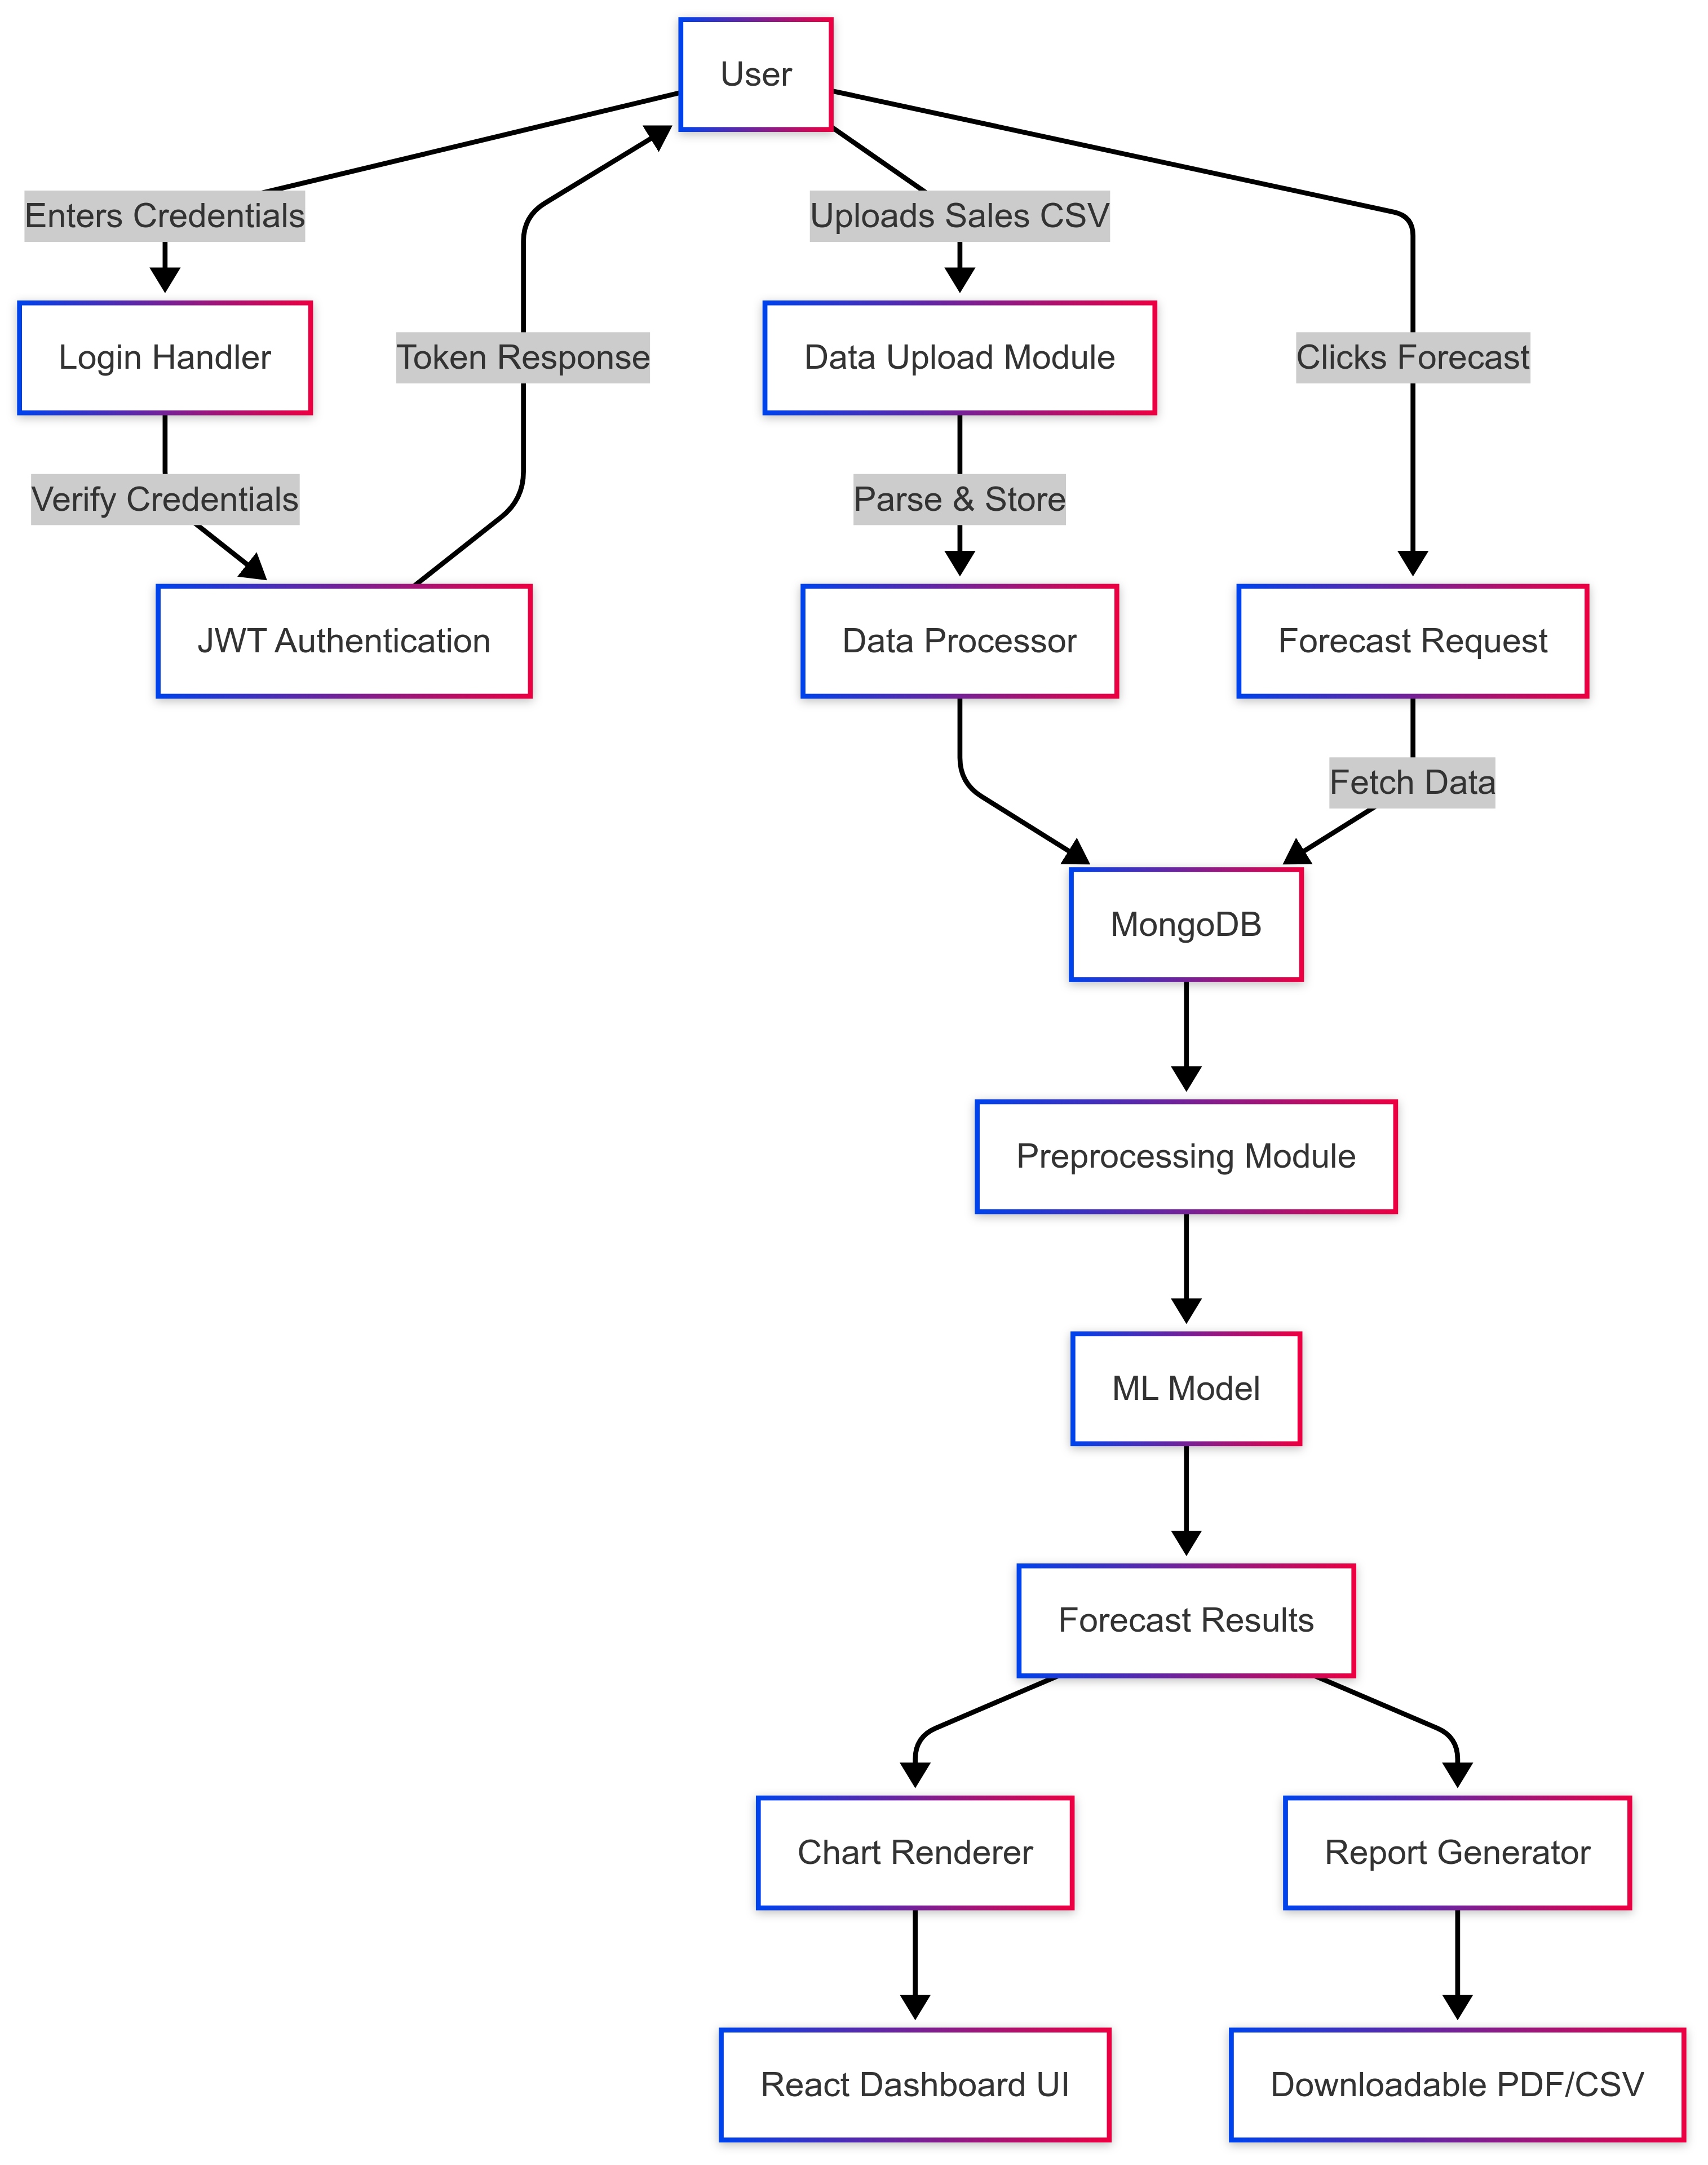 User
Enters Credentials
Uploads Sales CSV
Login Handler
Token Response
Data Upload Module
Clicks Forecast
Verify Credentials
Parse & Store
JWT Authentication
Data Processor
Forecast Request
Fetch Data
MongoDB
Preprocessing Module
ML Model
Forecast Results
Chart Renderer
Report Generator
React Dashboard UI
Downloadable PDF/CSV